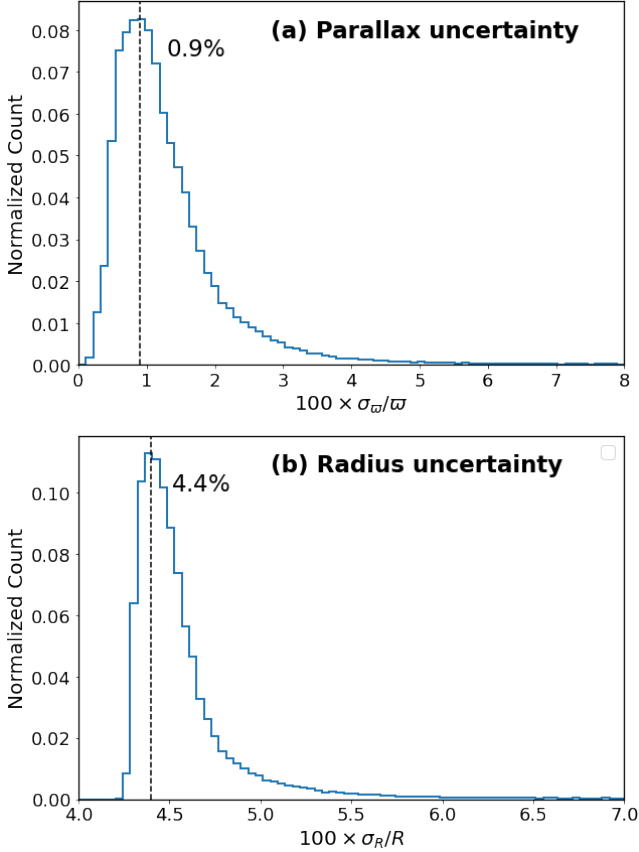 (a) Parallax uncertainty
0.9%
Normalized Count
0.08
0.07
0.06
0.05
0.04
0.03
0.02
0.01
0.00
0 1 2 3 4 5 6 7 8
100 × σ_ϖ/ϖ
(b) Radius uncertainty
4.4%
Normalized Count
0.10
0.08
0.06
0.04
0.02
0.00
4.0 4.5 5.0 5.5 6.0 6.5 7.0
100 × σ_R/R